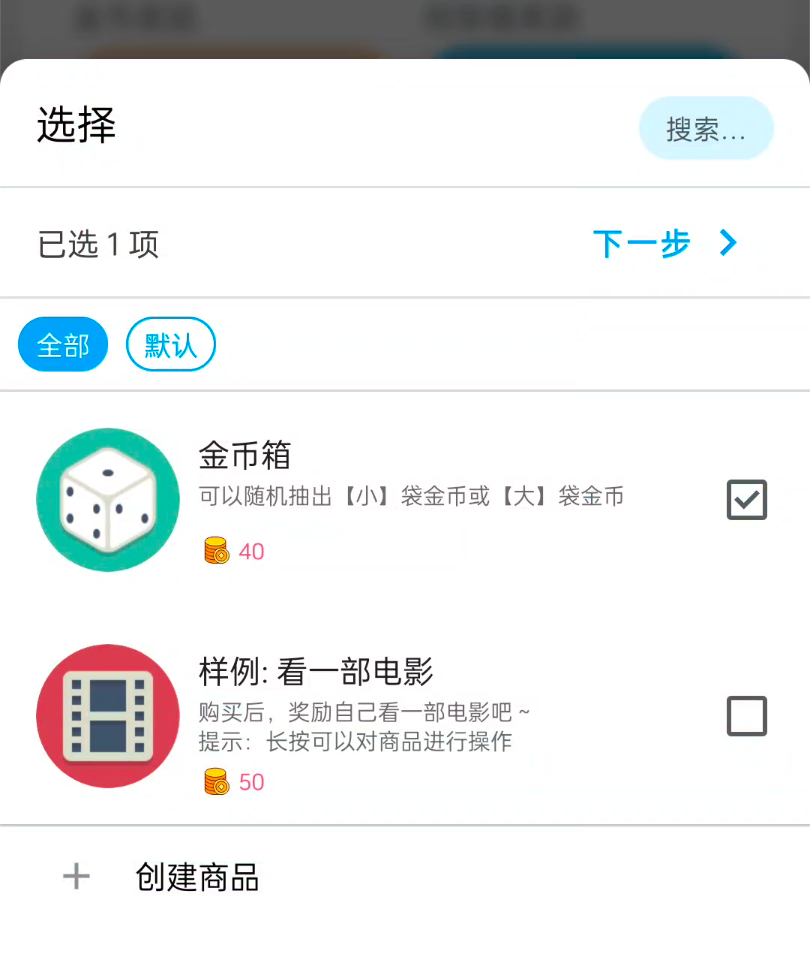 选择
搜索...
已选 1 项
下一步
全部
默认
金币箱
可以随机抽出【小】袋金币或【大】袋金币
40
样例: 看一部电影
购买后，奖励自己看一部电影吧 ~
提示：长按可以对商品进行操作
50
创建商品